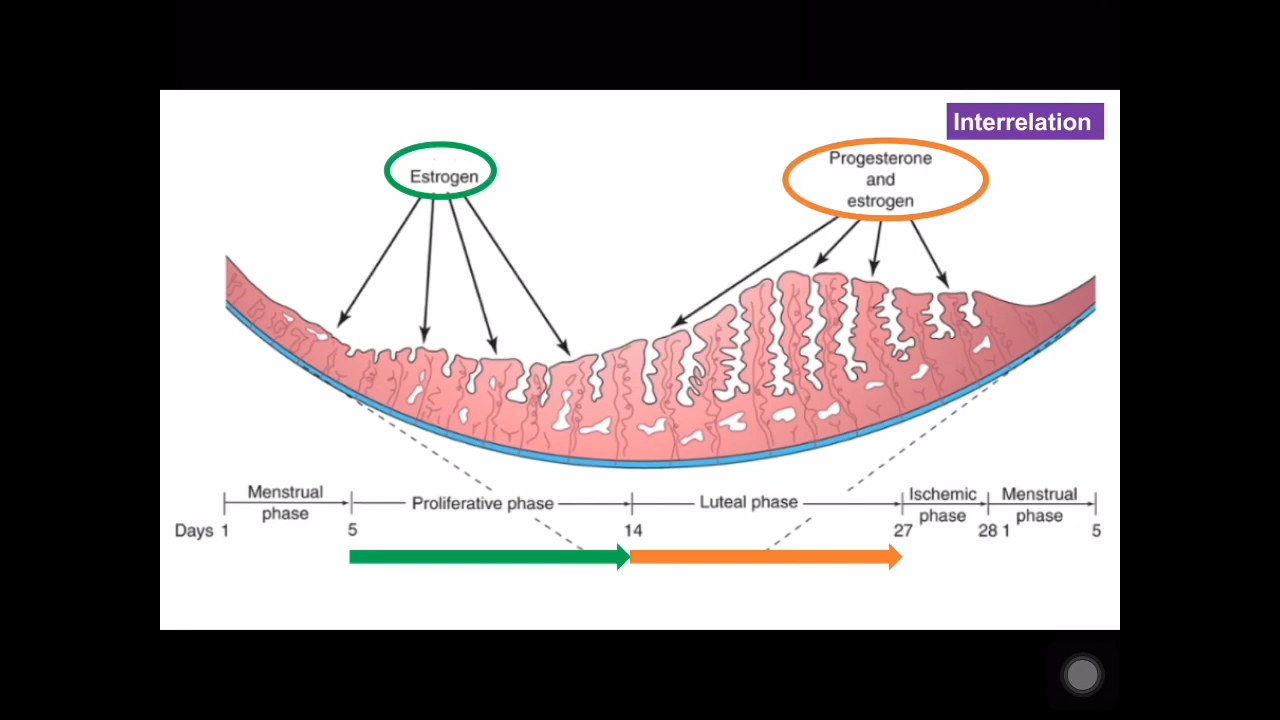 Interrelation
Estrogen
Progesterone
and
estrogen
Menstrual
phase
Proliferative phase
Luteal phase
Ischemic
phase
Menstrual
phase
Days 1
5
14
27
28 1
5